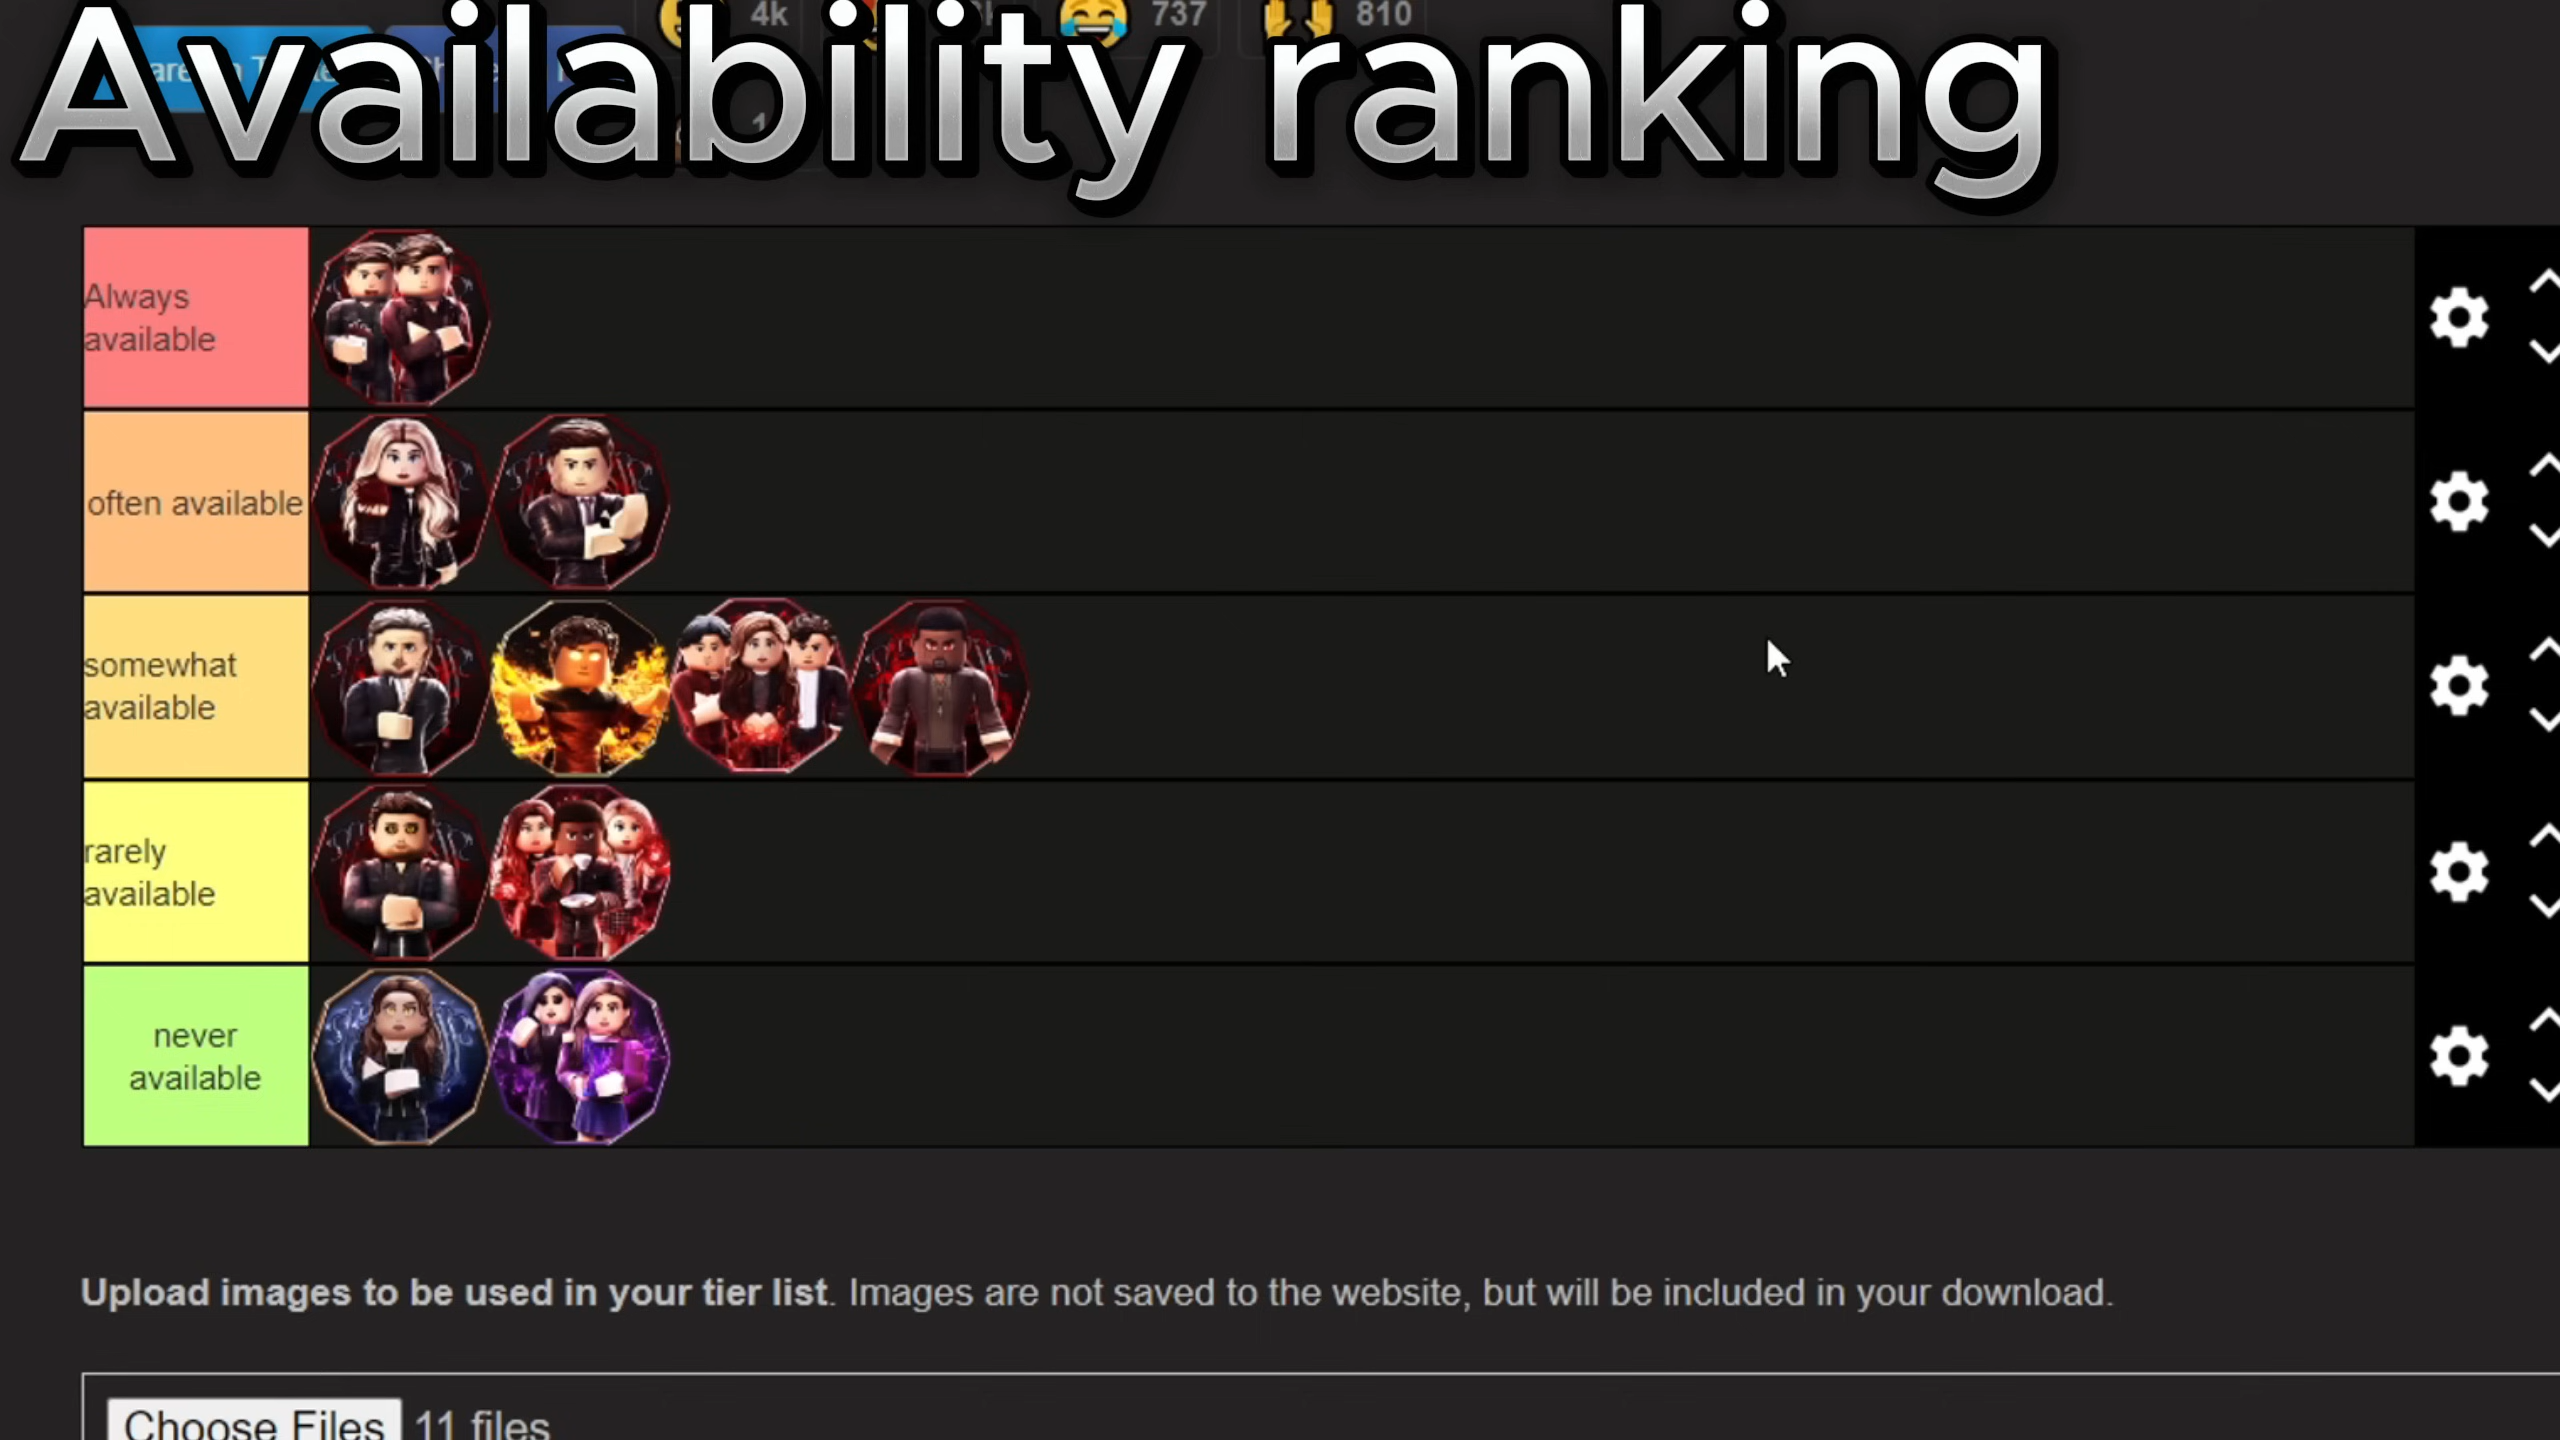 4k 737 810
Availability ranking
Always
available
often available
somewhat
available
rarely
available
never
available
Upload images to be used in your tier list. Images are not saved to the website, but will be included in your download.
Choose Files 11 files